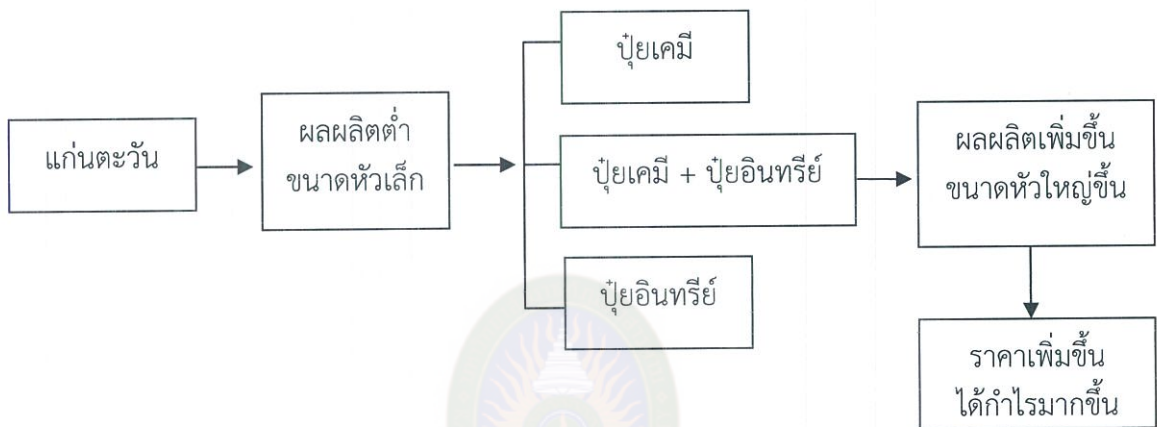 แก่นตะวัน
ผลผลิตต่ำ
ขนาดหัวเล็ก
ปุ๋ยเคมี
ปุ๋ยเคมี + ปุ๋ยอินทรีย์
ปุ๋ยอินทรีย์
ผลผลิตเพิ่มขึ้น
ขนาดหัวใหญ่ขึ้น
ราคาเพิ่มขึ้น
ได้กำไรมากขึ้น